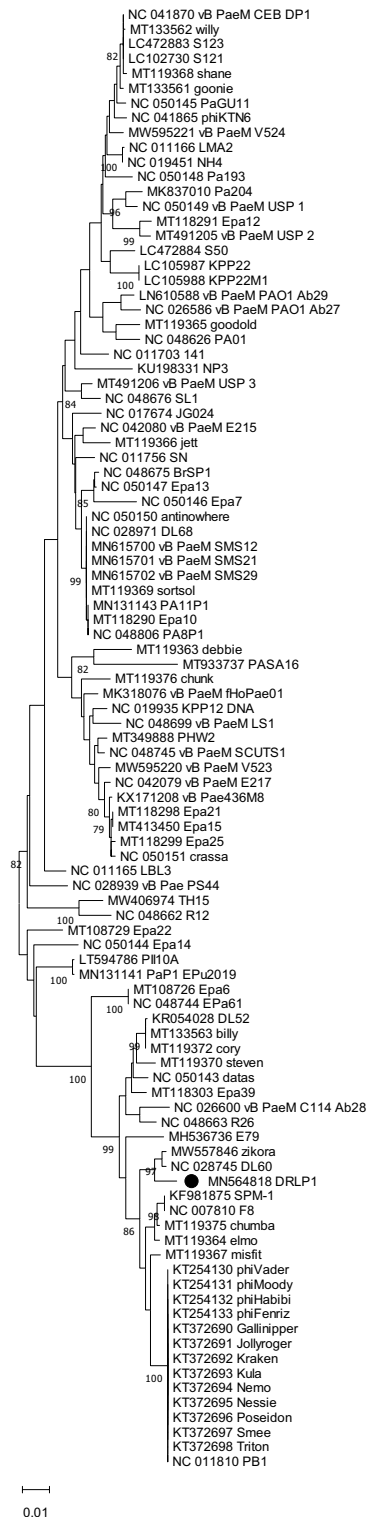 NC 041870 vB PaeM CEB DP1
MT133562 willy
LC472883 S123
82
LC102730 S121
MT119368 shane
MT133561 goonie
NC 050145 PaGU11
NC 041865 phiKTN6
MW595221 vB PaeM V524
NC 011166 LMA2
NC 019451 NH4
100
NC 050148 Pa193
MK837010 Pa204
NC 050149 vB PaeM USP 1
96
MT118291 Epa12
MT491205 vB PaeM USP 2
99
LC472884 S50
LC105987 KPP22
LC105988 KPP22M1
100
LN610588 vB PaeM PAO1 Ab29
NC 026586 vB PaeM PAO1 Ab27
MT119365 goodold
NC 048626 PA01
NC 011703 141
KU198331 NP3
MT491206 vB PaeM USP 3
NC 048676 SL1
84
NC 017674 JG024
NC 042080 vB PaeM E215
MT119366 jett
NC 011756 SN
NC 048675 BrSP1
NC 050147 Epa13
NC 050146 Epa7
85
NC 050150 antinowhere
NC 028971 DL68
MN615700 vB PaeM SMS12
MN615701 vB PaeM SMS21
MN615702 vB PaeM SMS29
99
MT119369 sortsol
MN131143 PA11P1
MT118290 Epa10
NC 048806 PA8P1
MT119363 debbie
MT933737 PASA16
82
MT119376 chunk
MK318076 vB PaeM fHoPae01
NC 019935 KPP12 DNA
NC 048699 vB PaeM LS1
MT349888 PHW2
NC 048745 vB PaeM SCUTS1
MW595220 vB PaeM V523
NC 042079 vB PaeM E217
KX171208 vB Pae436M8
80
MT118298 Epa21
MT413450 Epa15
79
MT118299 Epa25
NC 050151 crassa
82
NC 011165 LBL3
NC 028939 vB Pae PS44
MW406974 TH15
NC 048662 R12
100
MT108729 Epa22
NC 050144 Epa14
LT594786 PII10A
MN131141 PaP1 EPu2019
100
MT108726 Epa6
NC 048744 EPa61
100
KR054028 DL52
MT133563 billy
99
MT119372 cory
MT119370 steven
NC 050143 datas
100
MT118303 Epa39
NC 026600 vB PaeM C114 Ab28
NC 048663 R26
MH536736 E79
99
MW557846 zikora
NC 028745 DL60
97
MN564818 DRLP1
KF981875 SPM-1
NC 007810 F8
98
MT119375 chumba
86
MT119364 elmo
MT119367 misfit
KT254130 phiVader
KT254131 phiMoody
KT254132 phiHabibi
KT254133 phiFenriz
KT372690 Gallinipper
KT372691 Jollyroger
KT372692 Kraken
KT372693 Kula
100
KT372694 Nemo
KT372695 Nessie
KT372696 Poseidon
KT372697 Smee
KT372698 Triton
NC 011810 PB1
0.01